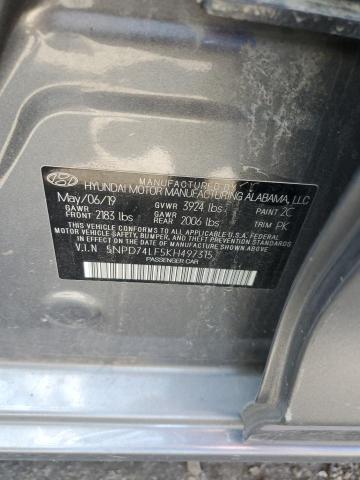 MANUFACTURED BY
HYUNDAI MOTOR MANUFACTURING ALABAMA, LLC
May/06/19 GVWR 3924 lbs PAINT 2C
GAWR FRONT 2183 lbs GAWR REAR 2006 lbs TRIM PK
THIS VEHICLE CONFORMS TO ALL APPLICABLE U.S.A FEDERAL
MOTOR VEHICLE SAFETY, BUMPER, AND THEFT PREVENTION
STANDARDS IN EFFECT ON THE DATE OF MANUFACTURE SHOWN ABOVE.
V.I.N 5NPD74LF5KH497315
PASSENGER CAR